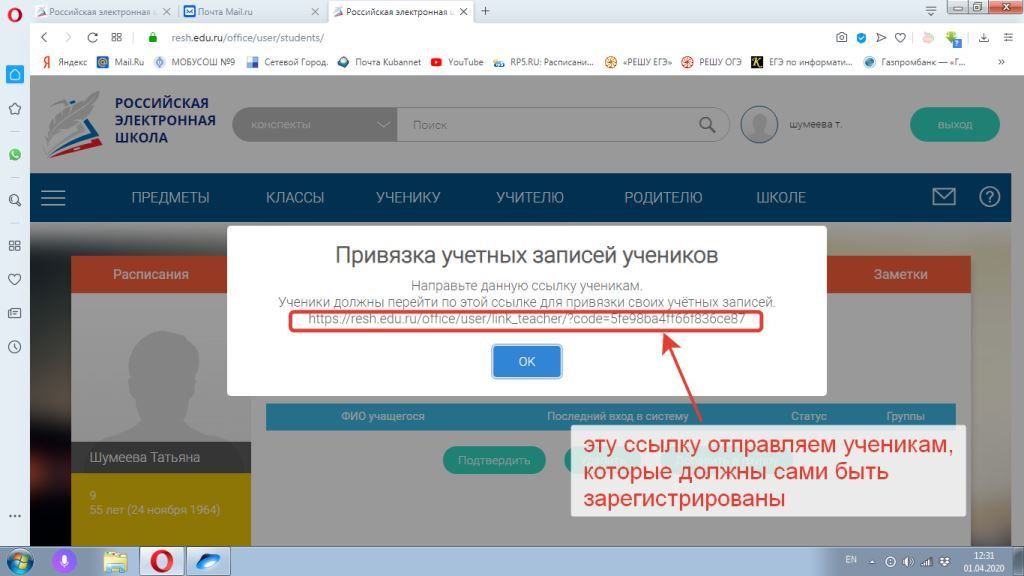 Российская электронная ш
Почта Mail.ru
Российская электронная ш
resh.edu.ru/office/user/students/
Яндекс
Mail.Ru
МОБУСОШ №9
Сетевой Город.
Почта Kubannet
YouTube
RP5.RU: Расписани...
«РЕШУ ЕГЭ»
РЕШУ ОГЭ
ЕГЭ по информати...
Газпромбанк — «Г...
РОССИЙСКАЯ
ЭЛЕКТРОННАЯ
ШКОЛА
конспекты
Поиск
шумеева т.
выход
ПРЕДМЕТЫ
КЛАССЫ
УЧЕНИКУ
УЧИТЕЛЮ
РОДИТЕЛЮ
ШКОЛЕ
Расписания
Заметки
Привязка учетных записей учеников
Направьте данную ссылку ученикам.
Ученики должны перейти по этой ссылке для привязки своих учётных записей.
https://resh.edu.ru/office/user/link_teacher/?code=5fe98ba4ff66f836ce87
OK
ФИО учащегося
Последний вход в систему
Статус
Группы
Подтвердить
эту ссылку отправляем ученикам,
которые должны сами быть
зарегистрированы
Шумеева Татьяна
9
55 лет (24 ноября 1964)
EN
12:31
01.04.2020